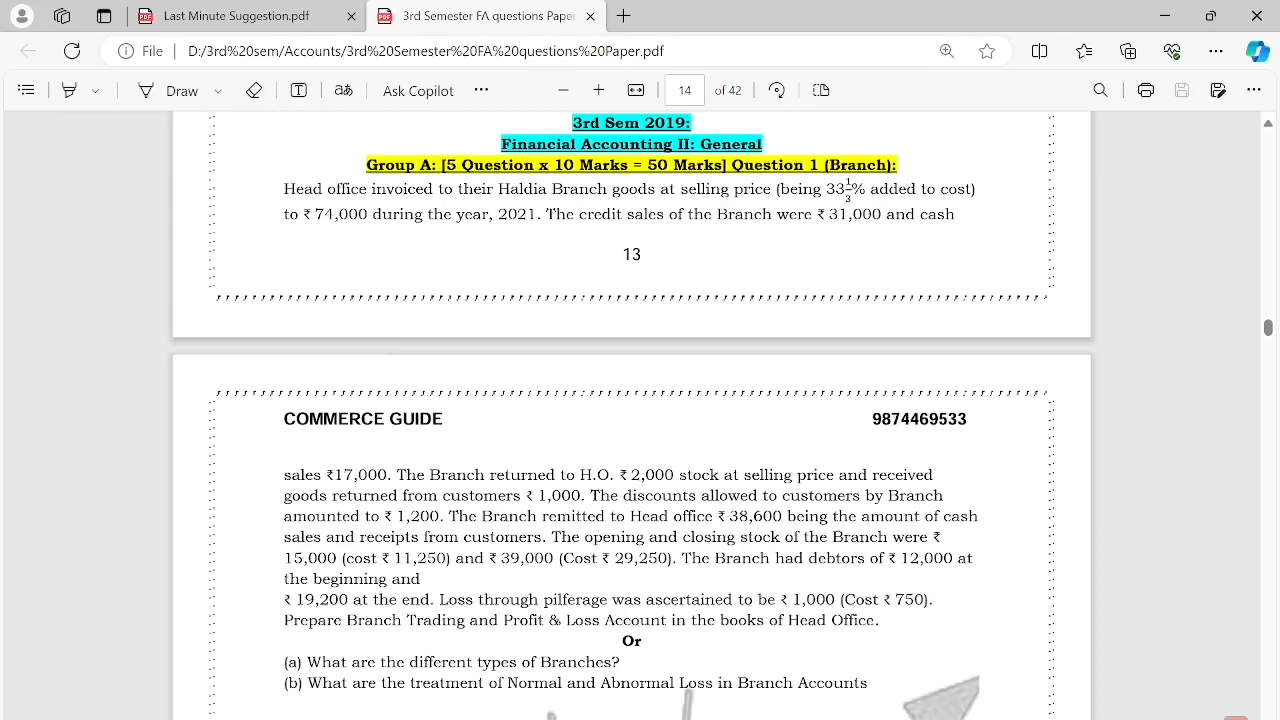 Last Minute Suggestion.pdf
3rd Semester FA questions Paper
File
D:/3rd%20sem/Accounts/3rd%20Semester%20FA%20questions%20Paper.pdf
Draw
aあ
Ask Copilot
14
of 42
3rd Sem 2019:
Financial Accounting II: General
Group A: [5 Question x 10 Marks = 50 Marks] Question 1 (Branch):
Head office invoiced to their Haldia Branch goods at selling price (being 33 1/3% added to cost)
to ₹ 74,000 during the year, 2021. The credit sales of the Branch were ₹ 31,000 and cash
13
COMMERCE GUIDE
9874469533
sales ₹17,000. The Branch returned to H.O. ₹ 2,000 stock at selling price and received
goods returned from customers ₹ 1,000. The discounts allowed to customers by Branch
amounted to ₹ 1,200. The Branch remitted to Head office ₹ 38,600 being the amount of cash
sales and receipts from customers. The opening and closing stock of the Branch were ₹
15,000 (cost ₹ 11,250) and ₹ 39,000 (Cost ₹ 29,250). The Branch had debtors of ₹ 12,000 at
the beginning and
₹ 19,200 at the end. Loss through pilferage was ascertained to be ₹ 1,000 (Cost ₹ 750).
Prepare Branch Trading and Profit & Loss Account in the books of Head Office.
Or
(a) What are the different types of Branches?
(b) What are the treatment of Normal and Abnormal Loss in Branch Accounts